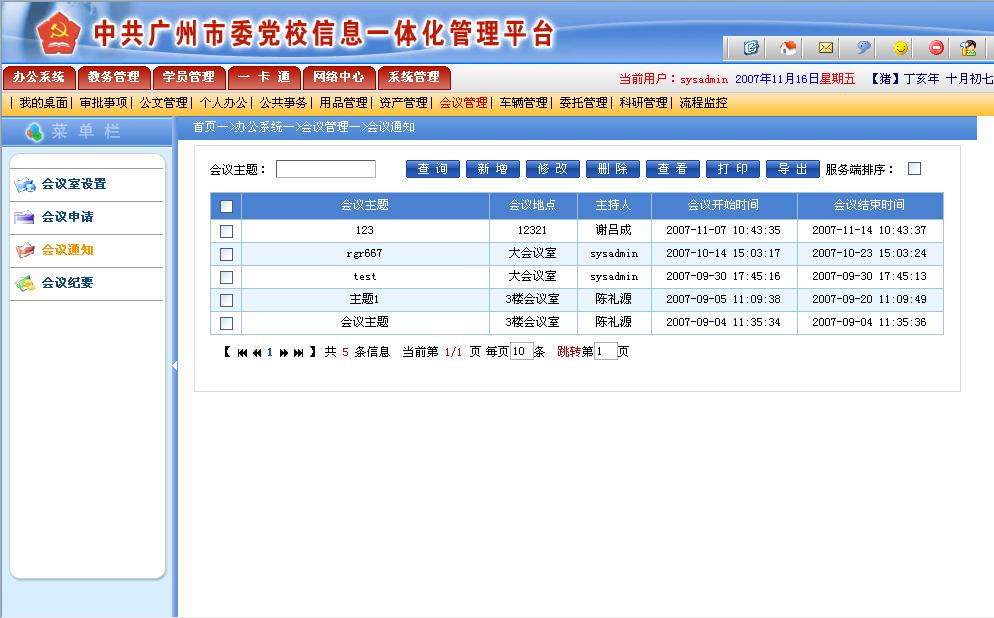 中共广州市委党校信息一体化管理平台
办公系统 教务管理 学员管理 一 卡 通 网络中心 系统管理
当前用户：sysadmin 2007年11月16日星期五 【猪】丁亥年 十月初七
| 我的桌面| 审批事项| 公文管理| 个人办公| 公共事务| 用品管理| 资产管理| 会议管理| 车辆管理| 委托管理| 科研管理| 流程监控
菜 单 栏
首页—>办公系统—>会议管理—>会议通知
会议室设置
会议申请
会议通知
会议纪要
会议主题： 查 询 新 增 修 改 删 除 查 看 打 印 导 出 服务端排序：
会议主题 会议地点 主持人 会议开始时间 会议结束时间
123 12321 谢吕成 2007-11-07 10:43:35 2007-11-14 10:43:37
rgr667 大会议室 sysadmin 2007-10-14 15:03:17 2007-10-23 15:03:24
test 大会议室 sysadmin 2007-09-30 17:45:16 2007-09-30 17:45:13
主题1 3楼会议室 陈礼源 2007-09-05 11:09:38 2007-09-20 11:09:49
会议主题 3楼会议室 陈礼源 2007-09-04 11:35:34 2007-09-04 11:35:36
【 1 】 共 5 条信息 当前第 1/1 页 每页10条 跳转第1页